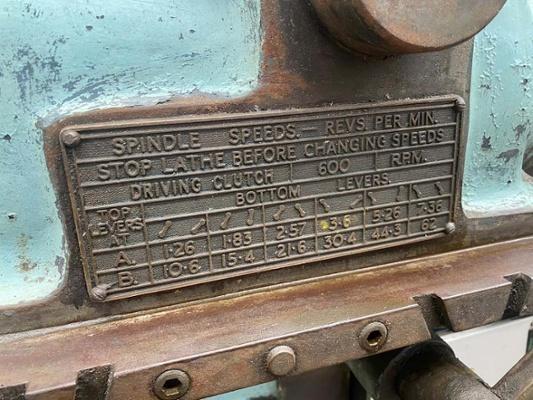 SPINDLE SPEEDS.— REVS. PER MIN.
STOP LATHE BEFORE CHANGING SPEEDS
DRIVING CLUTCH 600 RPM.
TOP LEVERS AT BOTTOM LEVERS
A. 1·26 1·83 2·57 3·6 5·26 7·36
B. 10·6 15·4 21·6 30·4 44·3 62